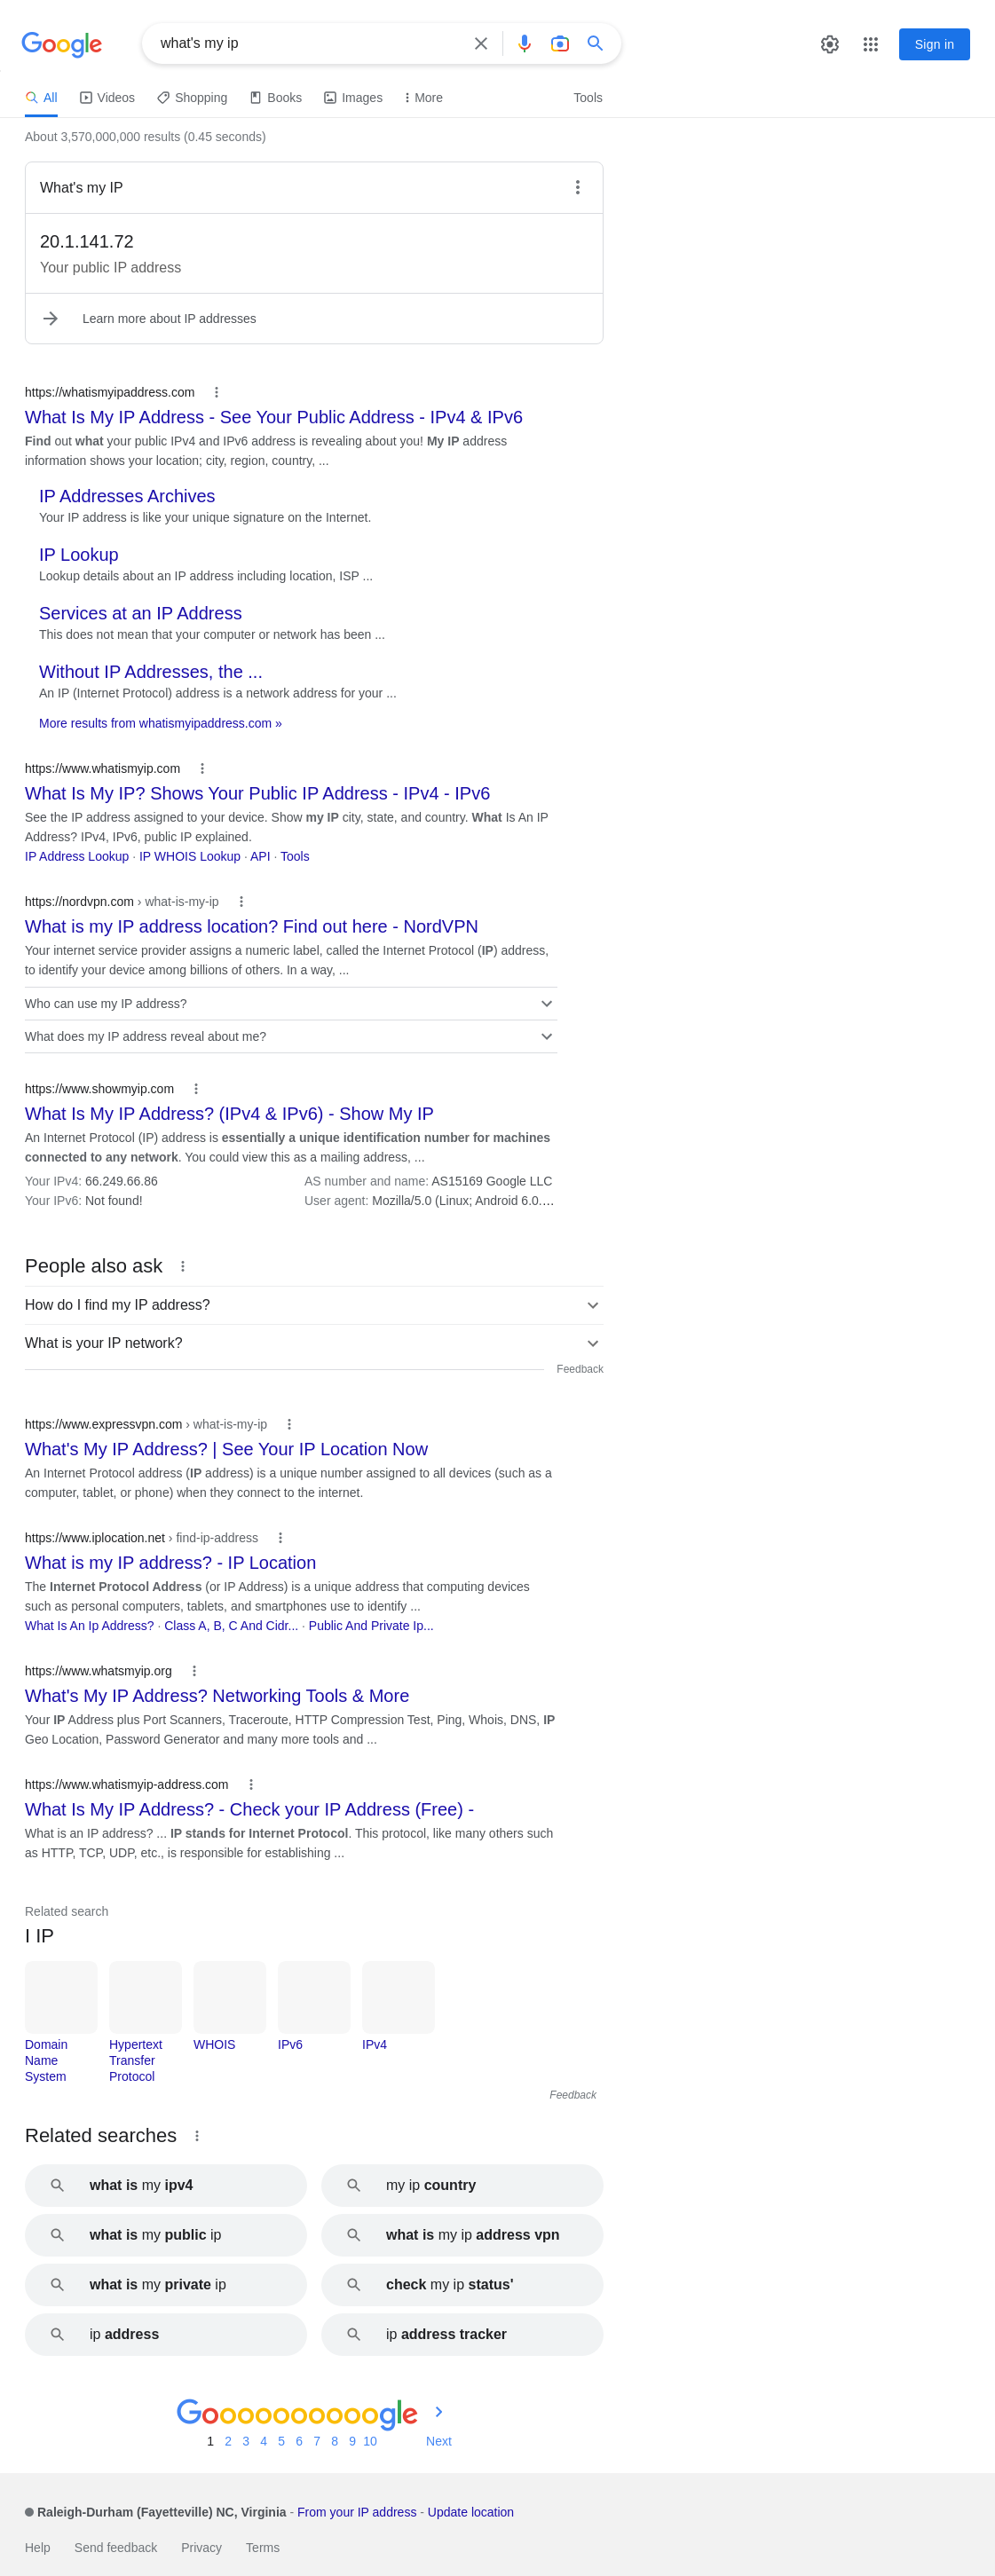 Google
what's my ip
Sign in
All Videos Shopping Books Images More Tools
About 3,570,000,000 results (0.45 seconds)
What's my IP
20.1.141.72
Your public IP address
Learn more about IP addresses
https://whatismyipaddress.com
What Is My IP Address - See Your Public Address - IPv4 & IPv6
Find out what your public IPv4 and IPv6 address is revealing about you! My IP address
information shows your location; city, region, country, ...
IP Addresses Archives
Your IP address is like your unique signature on the Internet.
IP Lookup
Lookup details about an IP address including location, ISP ...
Services at an IP Address
This does not mean that your computer or network has been ...
Without IP Addresses, the ...
An IP (Internet Protocol) address is a network address for your ...
More results from whatismyipaddress.com »
https://www.whatismyip.com
What Is My IP? Shows Your Public IP Address - IPv4 - IPv6
See the IP address assigned to your device. Show my IP city, state, and country. What Is An IP
Address? IPv4, IPv6, public IP explained.
IP Address Lookup · IP WHOIS Lookup · API · Tools
https://nordvpn.com › what-is-my-ip
What is my IP address location? Find out here - NordVPN
Your internet service provider assigns a numeric label, called the Internet Protocol (IP) address,
to identify your device among billions of others. In a way, ...
Who can use my IP address?
What does my IP address reveal about me?
https://www.showmyip.com
What Is My IP Address? (IPv4 & IPv6) - Show My IP
An Internet Protocol (IP) address is essentially a unique identification number for machines
connected to any network. You could view this as a mailing address, ...
Your IPv4: 66.249.66.86 AS number and name: AS15169 Google LLC
Your IPv6: Not found! User agent: Mozilla/5.0 (Linux; Android 6.0....
People also ask
How do I find my IP address?
What is your IP network?
Feedback
https://www.expressvpn.com › what-is-my-ip
What's My IP Address? | See Your IP Location Now
An Internet Protocol address (IP address) is a unique number assigned to all devices (such as a
computer, tablet, or phone) when they connect to the internet.
https://www.iplocation.net › find-ip-address
What is my IP address? - IP Location
The Internet Protocol Address (or IP Address) is a unique address that computing devices
such as personal computers, tablets, and smartphones use to identify ...
What Is An Ip Address? · Class A, B, C And Cidr... · Public And Private Ip...
https://www.whatsmyip.org
What's My IP Address? Networking Tools & More
Your IP Address plus Port Scanners, Traceroute, HTTP Compression Test, Ping, Whois, DNS, IP
Geo Location, Password Generator and many more tools and ...
https://www.whatismyip-address.com
What Is My IP Address? - Check your IP Address (Free) -
What is an IP address? ... IP stands for Internet Protocol. This protocol, like many others such
as HTTP, TCP, UDP, etc., is responsible for establishing ...
Related search
I IP
Domain Name System
Hypertext Transfer Protocol
WHOIS
IPv6
IPv4
Feedback
Related searches
what is my ipv4
my ip country
what is my public ip
what is my ip address vpn
what is my private ip
check my ip status'
ip address
ip address tracker
Goooooooooogle
1 2 3 4 5 6 7 8 9 10 Next
Raleigh-Durham (Fayetteville) NC, Virginia - From your IP address - Update location
Help Send feedback Privacy Terms